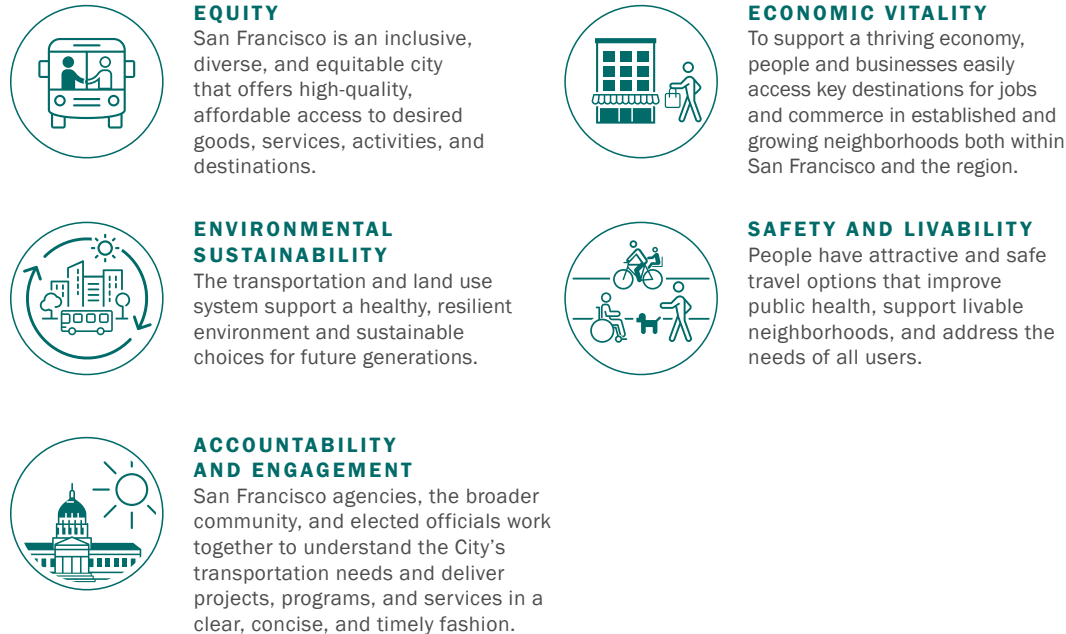 EQUITY
San Francisco is an inclusive,
diverse, and equitable city
that offers high-quality,
affordable access to desired
goods, services, activities, and
destinations.
ECONOMIC VITALITY
To support a thriving economy,
people and businesses easily
access key destinations for jobs
and commerce in established and
growing neighborhoods both within
San Francisco and the region.
ENVIRONMENTAL
SUSTAINABILITY
The transportation and land use
system support a healthy, resilient
environment and sustainable
choices for future generations.
SAFETY AND LIVABILITY
People have attractive and safe
travel options that improve
public health, support livable
neighborhoods, and address the
needs of all users.
ACCOUNTABILITY
AND ENGAGEMENT
San Francisco agencies, the broader
community, and elected officials work
together to understand the City’s
transportation needs and deliver
projects, programs, and services in a
clear, concise, and timely fashion.